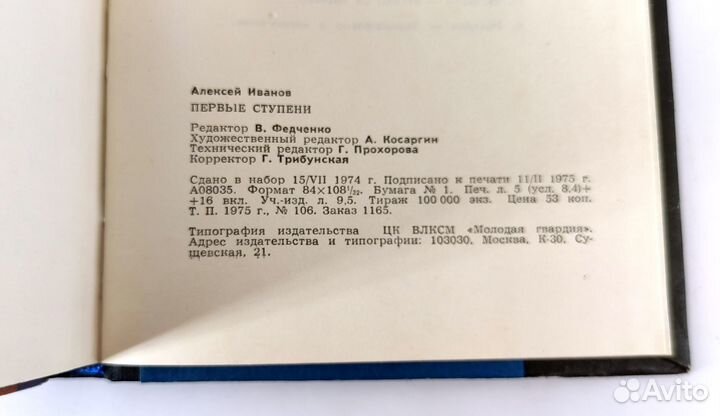 Алексей Иванов
ПЕРВЫЕ СТУПЕНИ
Редактор В. Федченко
Художественный редактор А. Косаргин
Технический редактор Г. Прохорова
Корректор Г. Трибунская
Сдано в набор 15/VII 1974 г. Подписано к печати 11/II 1975 г.
А08035. Формат 84×108¹/₃₂. Бумага № 1. Печ. л. 5 (усл. 8,4)+
+16 вкл. Уч.-изд. л. 9,5. Тираж 100 000 экз. Цена 53 коп.
Т. П. 1975 г., № 106. Заказ 1165.
Типография издательства ЦК ВЛКСМ «Молодая гвардия».
Адрес издательства и типографии: 103030, Москва, К-30, Су-
щевская, 21.
Avito